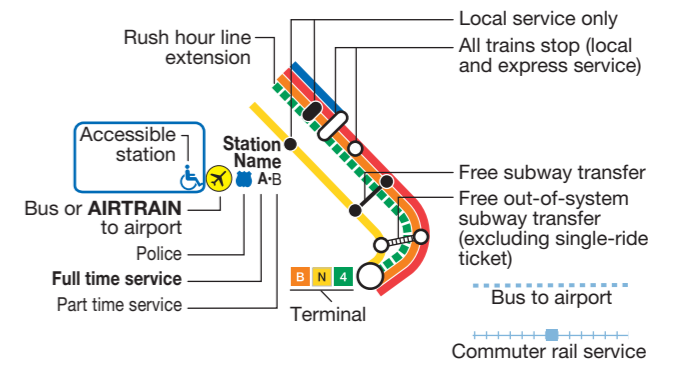 Local service only
Rush hour line
extension
All trains stop (local
and express service)
Accessible
station
Station
Name
A•B
Free subway transfer
Free out-of-system
subway transfer
(excluding single-ride
ticket)
Bus or AIRTRAIN
to airport
Police
Full time service
Part time service
B N 4
Terminal
Bus to airport
Commuter rail service